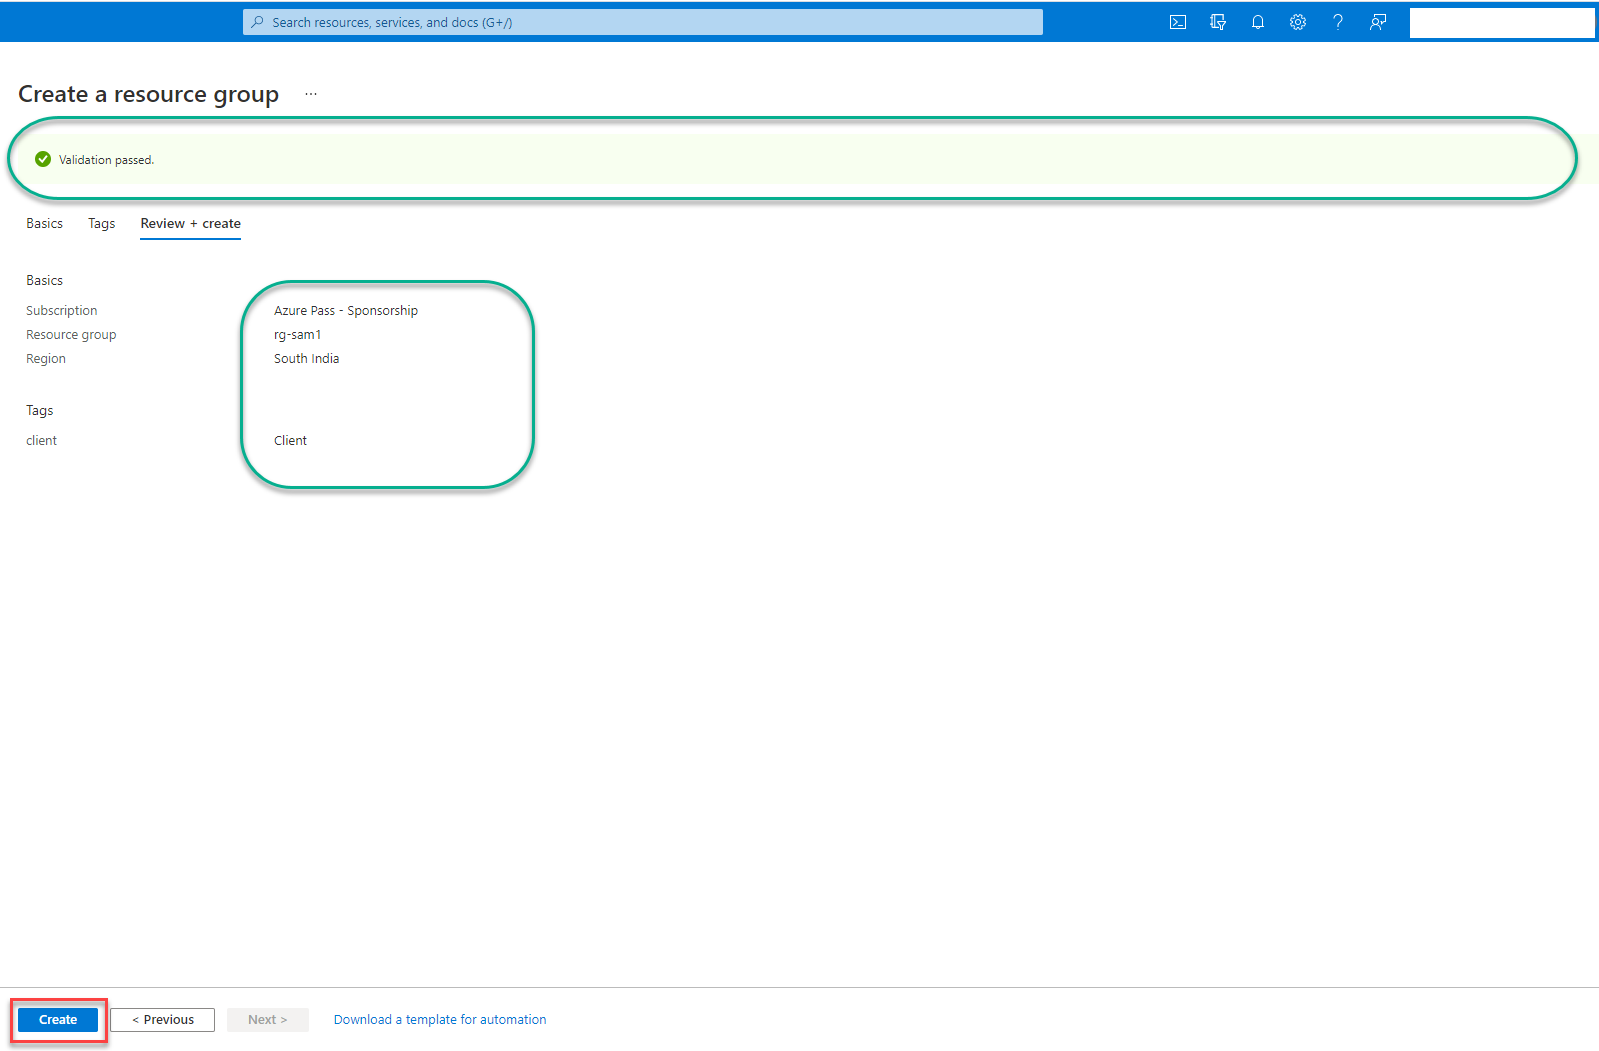 Search resources, services, and docs (G+/)
Create a resource group ...
Validation passed.
Basics Tags Review + create
Basics
Subscription Azure Pass - Sponsorship
Resource group rg-sam1
Region South India
Tags
client Client
Create < Previous Next > Download a template for automation